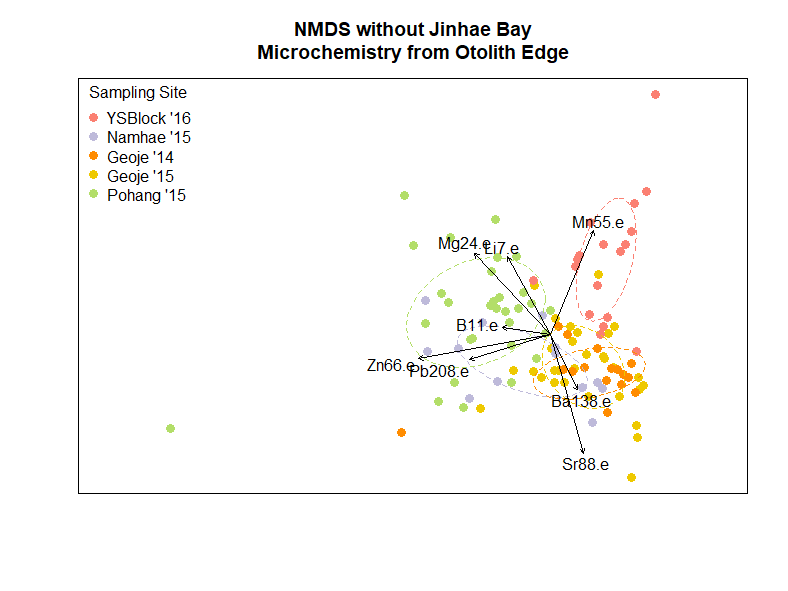 NMDS without Jinhae Bay
Microchemistry from Otolith Edge
Sampling Site
YSBlock '16
Namhae '15
Geoje '14
Geoje '15
Pohang '15
Mn55.e
Mg24.e
Li7.e
B11.e
Zn66.e
Pb208.e
Ba138.e
Sr88.e